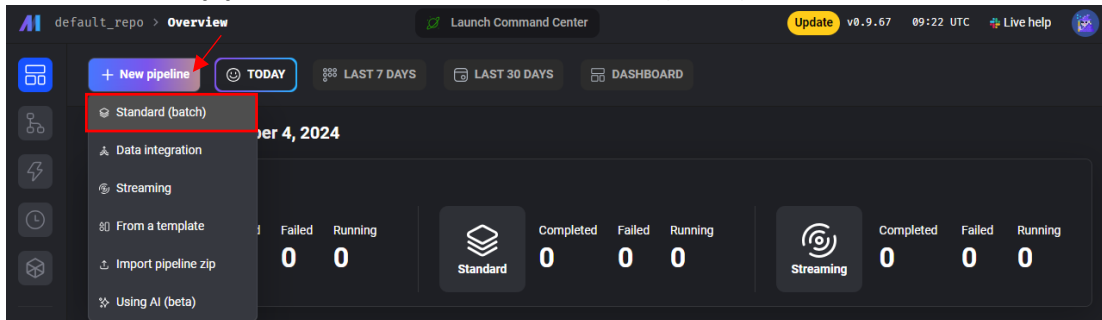 default_repo > Overview
Launch Command Center
Update v0.9.67 09:22 UTC Live help
+ New pipeline
TODAY
LAST 7 DAYS
LAST 30 DAYS
DASHBOARD
Standard (batch)
Data integration
Streaming
From a template
Import pipeline zip
Using AI (beta)
4, 2024
Failed Running
0 0
Standard
Completed Failed Running
0 0 0
Streaming
Completed Failed Running
0 0 0